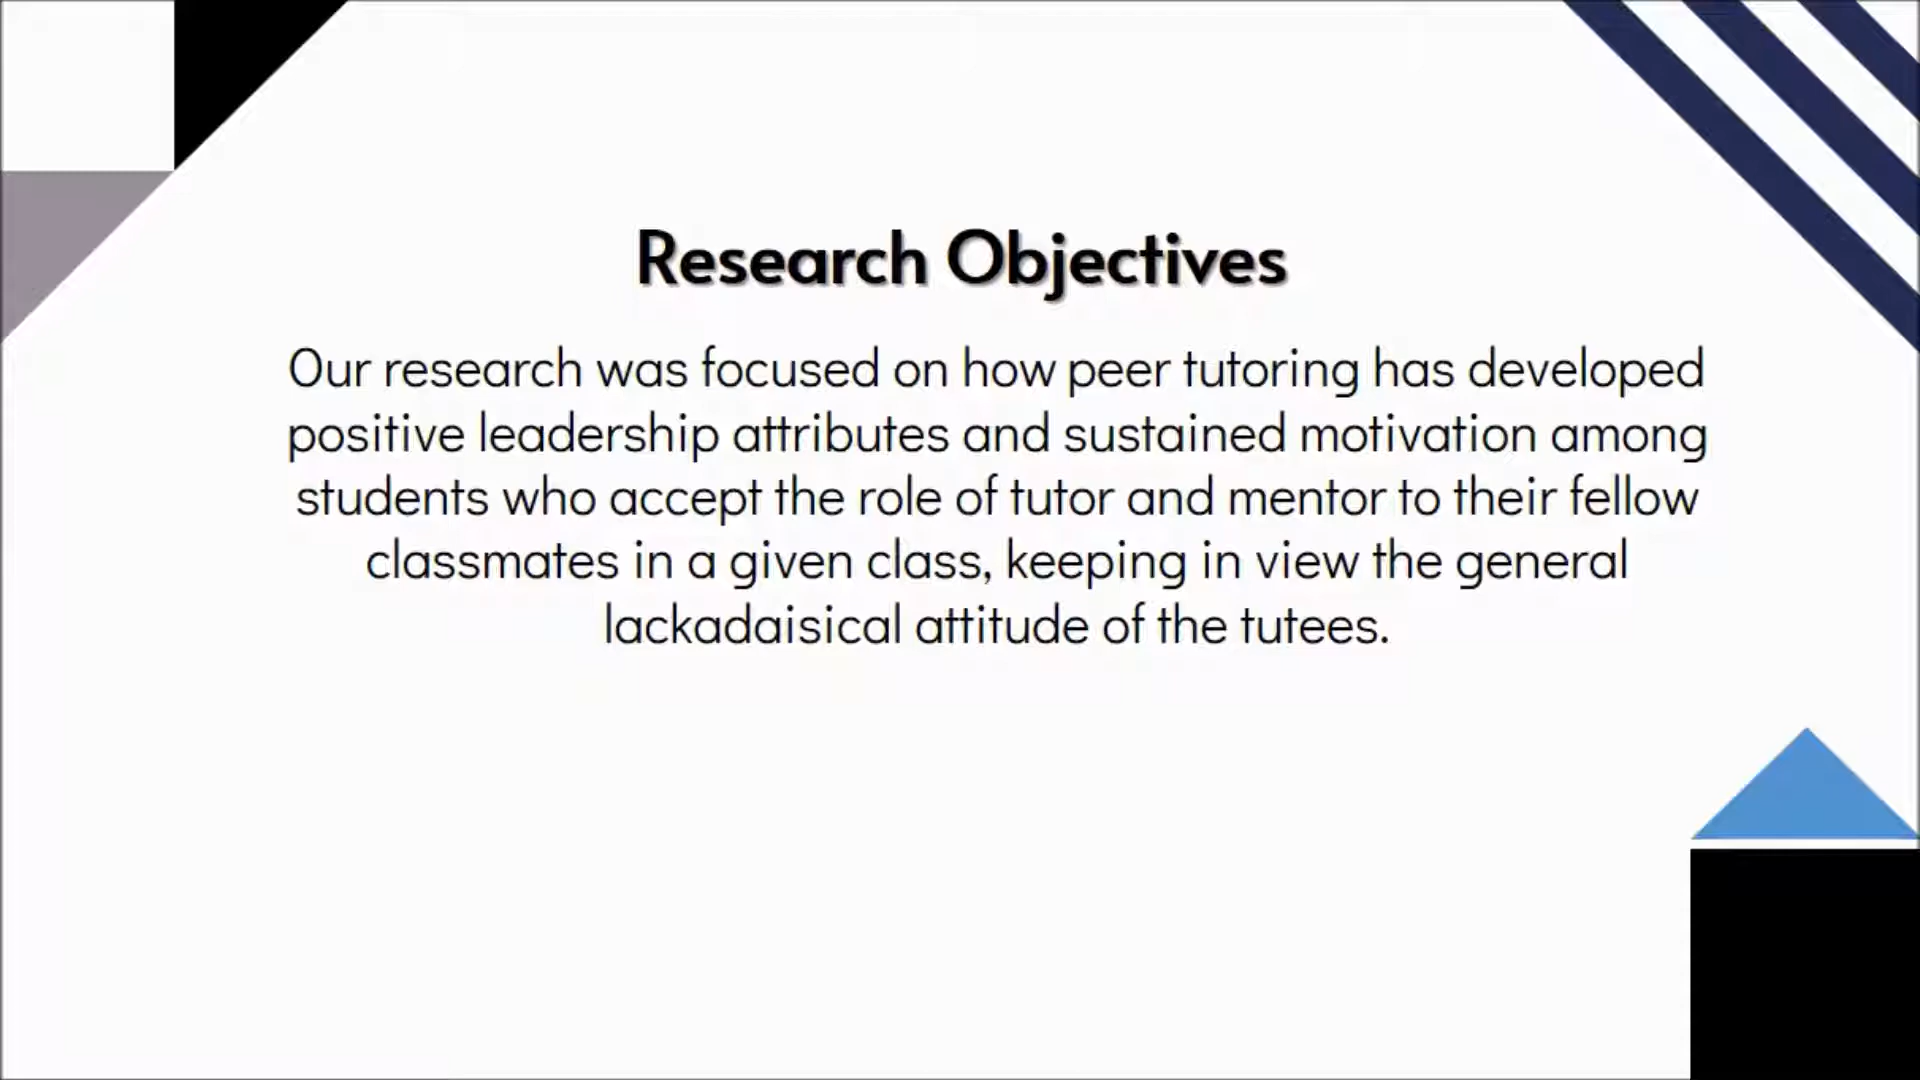 Research Objectives
Our research was focused on how peer tutoring has developed
positive leadership attributes and sustained motivation among
students who accept the role of tutor and mentor to their fellow
classmates in a given class, keeping in view the general
lackadaisical attitude of the tutees.